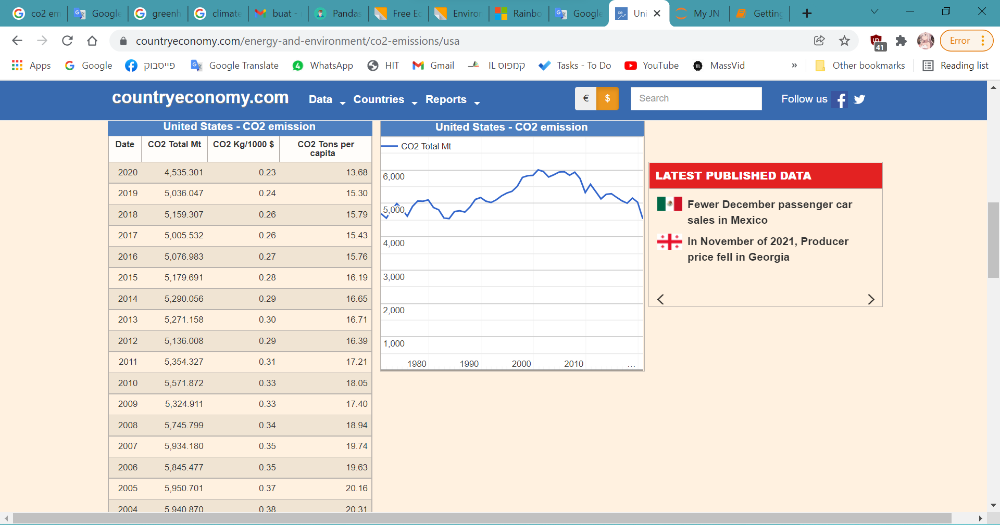 co2 em
Google
greenh
climate
buat -
Pandas
Free Ec
Enviror
Rainbo
Google
Uni
My JN
Getting
countryeconomy.com/energy-and-environment/co2-emissions/usa
41
Error
Apps
Google
פייסבוק
Google Translate
4
WhatsApp
HIT
Gmail
קמפוס IL
Tasks - To Do
YouTube
MassVid
»
Other bookmarks
Reading list
countryeconomy.com
Data
Countries
Reports
€
$
Search
Follow us
United States - CO2 emission
Date CO2 Total Mt CO2 Kg/1000 $ CO2 Tons per
capita
2020 4,535.301 0.23 13.68
2019 5,036.047 0.24 15.30
2018 5,159.307 0.26 15.79
2017 5,005.532 0.26 15.43
2016 5,076.983 0.27 15.76
2015 5,179.691 0.28 16.19
2014 5,290.056 0.29 16.65
2013 5,271.158 0.30 16.71
2012 5,136.008 0.29 16.39
2011 5,354.327 0.31 17.21
2010 5,571.872 0.33 18.05
2009 5,324.911 0.33 17.40
2008 5,745.799 0.34 18.94
2007 5,934.180 0.35 19.74
2006 5,845.477 0.35 19.63
2005 5,950.701 0.37 20.16
2004 5,940.870 0.38 20.31
United States - CO2 emission
CO2 Total Mt
6,000
5,000
4,000
3,000
2,000
1,000
1980 1990 2000 2010 ...
LATEST PUBLISHED DATA
Fewer December passenger car
sales in Mexico
In November of 2021, Producer
price fell in Georgia